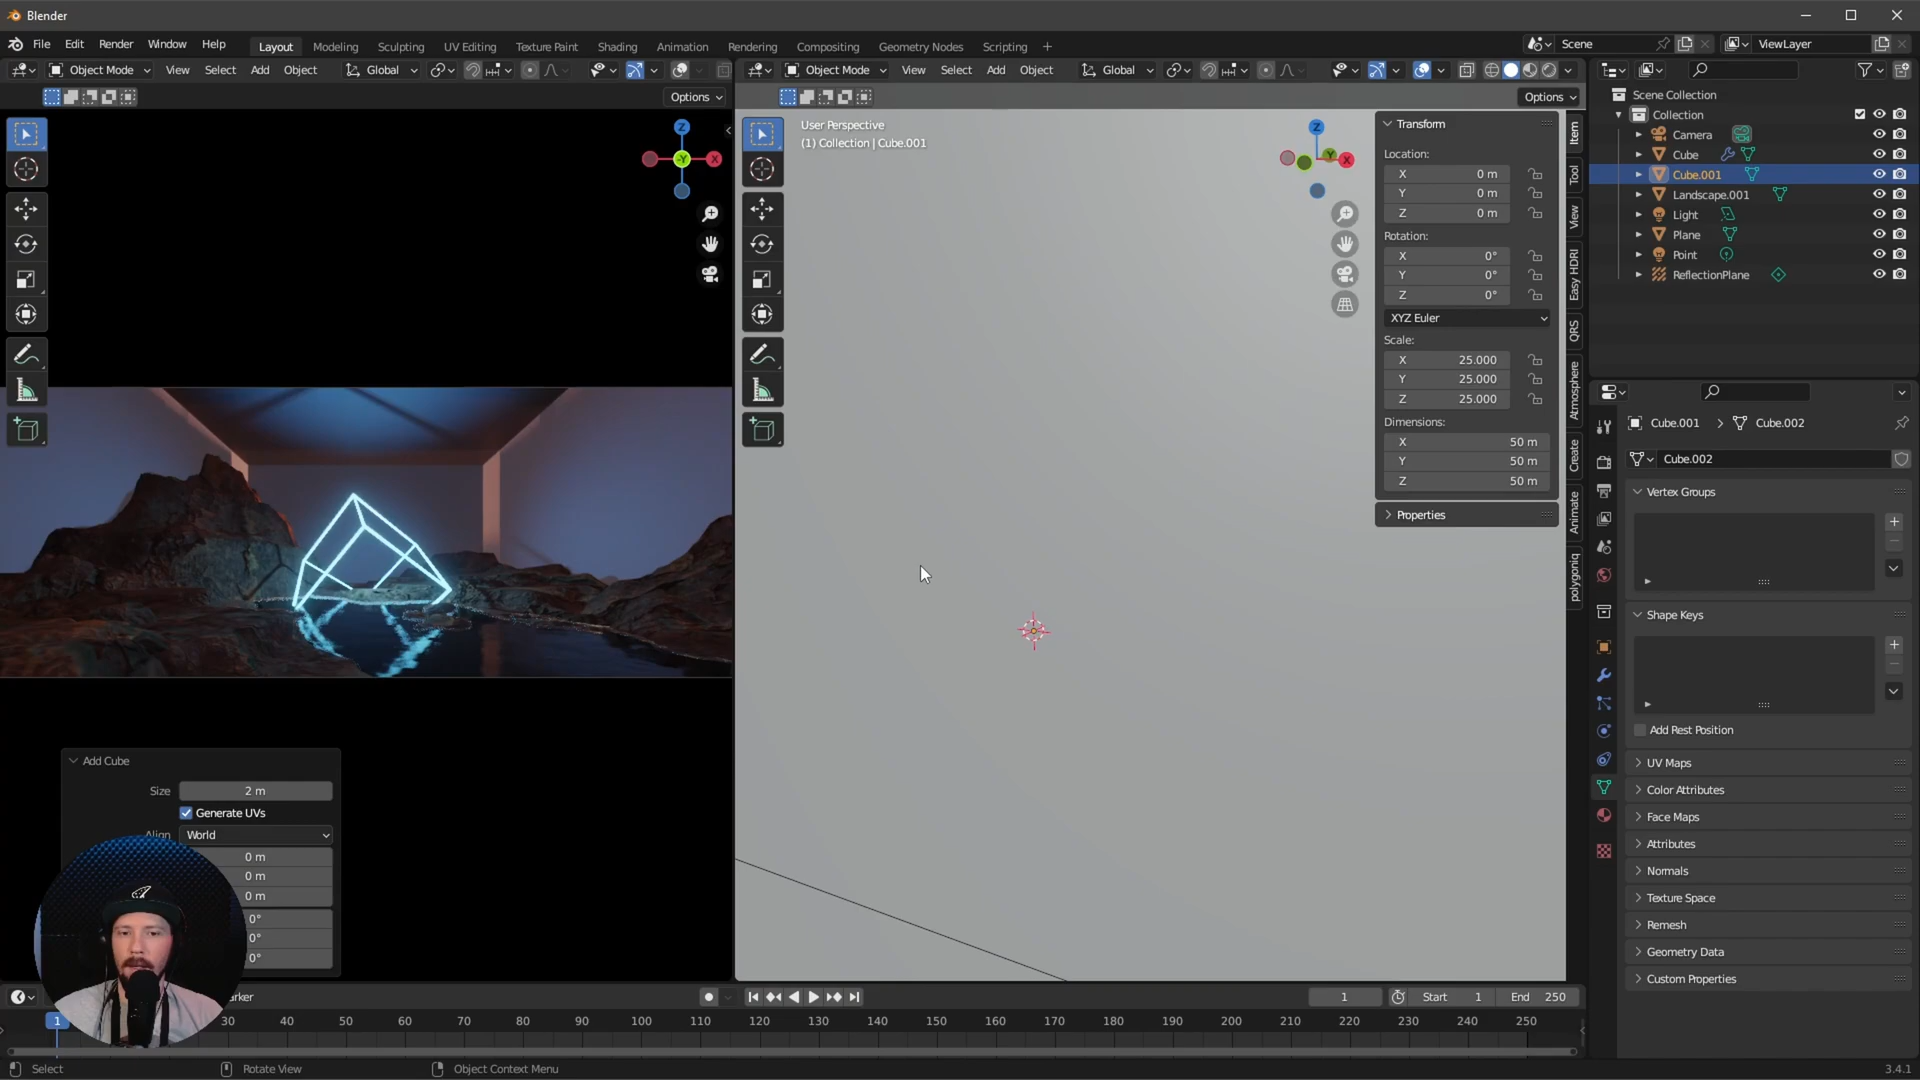 Blender
File Edit Render Window Help Layout Modeling Sculpting UV Editing Texture Paint Shading Animation Rendering Compositing Geometry Nodes Scripting + Scene ViewLayer
Object Mode View Select Add Object Global Object Mode View Select Add Object Global
Options Options
User Perspective
(1) Collection | Cube.001
Z
-Y
X
Z
Y
X
Transform
Location:
X 0 m
Y 0 m
Z 0 m
Rotation:
X 0°
Y 0°
Z 0°
XYZ Euler
Scale:
X 25.000
Y 25.000
Z 25.000
Dimensions:
X 50 m
Y 50 m
Z 50 m
Properties
Item
Tool
View
Easy HDRI
QRS
Atmosphere
Create
Animate
polygoniq
Scene Collection
Collection
Camera
Cube
Cube.001
Landscape.001
Light
Plane
Point
ReflectionPlane
Cube.001 > Cube.002
Cube.002
Vertex Groups
Shape Keys
Add Rest Position
UV Maps
Color Attributes
Face Maps
Attributes
Normals
Texture Space
Remesh
Geometry Data
Custom Properties
Add Cube
Size 2 m
Generate UVs
Align World
0 m
0 m
0 m
0°
0°
0°
arker 1 Start 1 End 250
1 30 40 50 60 70 80 90 100 110 120 130 140 150 160 170 180 190 200 210 220 230 240 250
Select Rotate View Object Context Menu 3.4.1